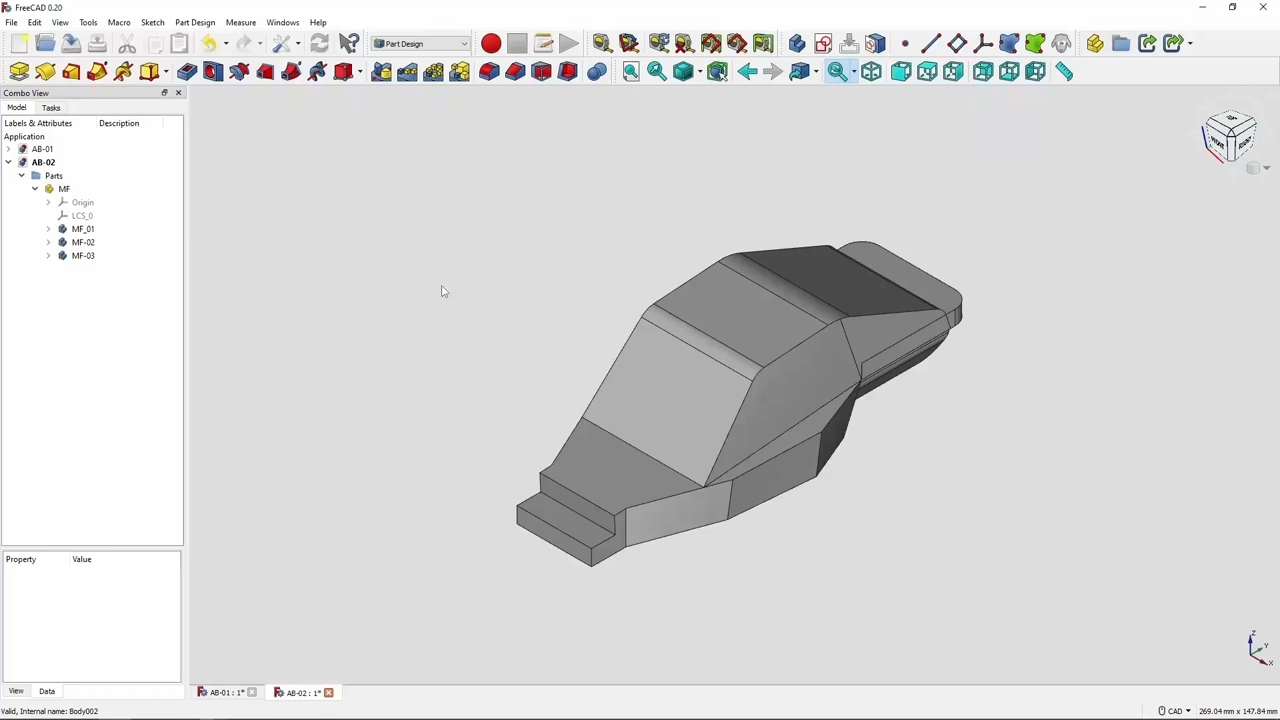 FreeCAD 0.20
File Edit View Tools Macro Sketch Part Design Measure Windows Help
Part Design
Combo View
Model Tasks
Labels & Attributes Description
Application
AB-01
AB-02
Parts
MF
Origin
LCS_0
MF_01
MF-02
MF-03
Property Value
View Data
AB-01 : 1* AB-02 : 1*
Valid, Internal name: Body002
CAD 269.04 mm x 147.84 mm
TOP
RIGHT
Z
Y
X